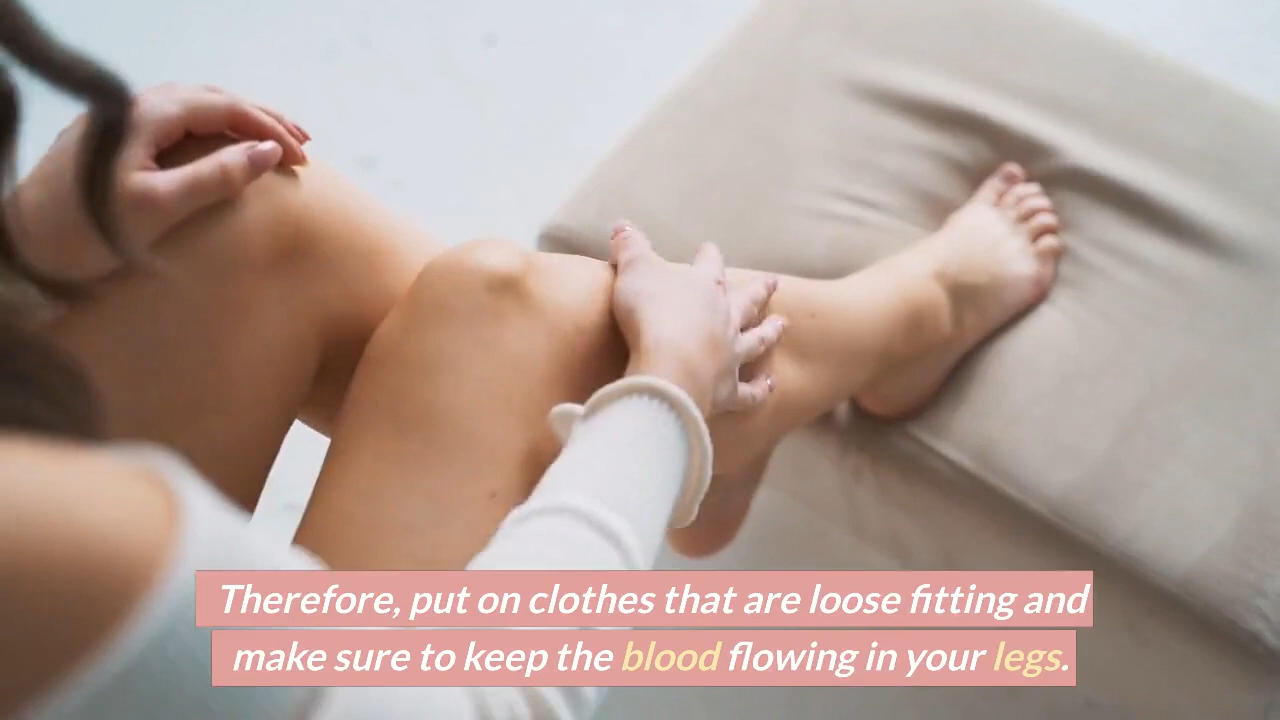 Therefore, put on clothes that are loose fitting and
make sure to keep the blood flowing in your legs.